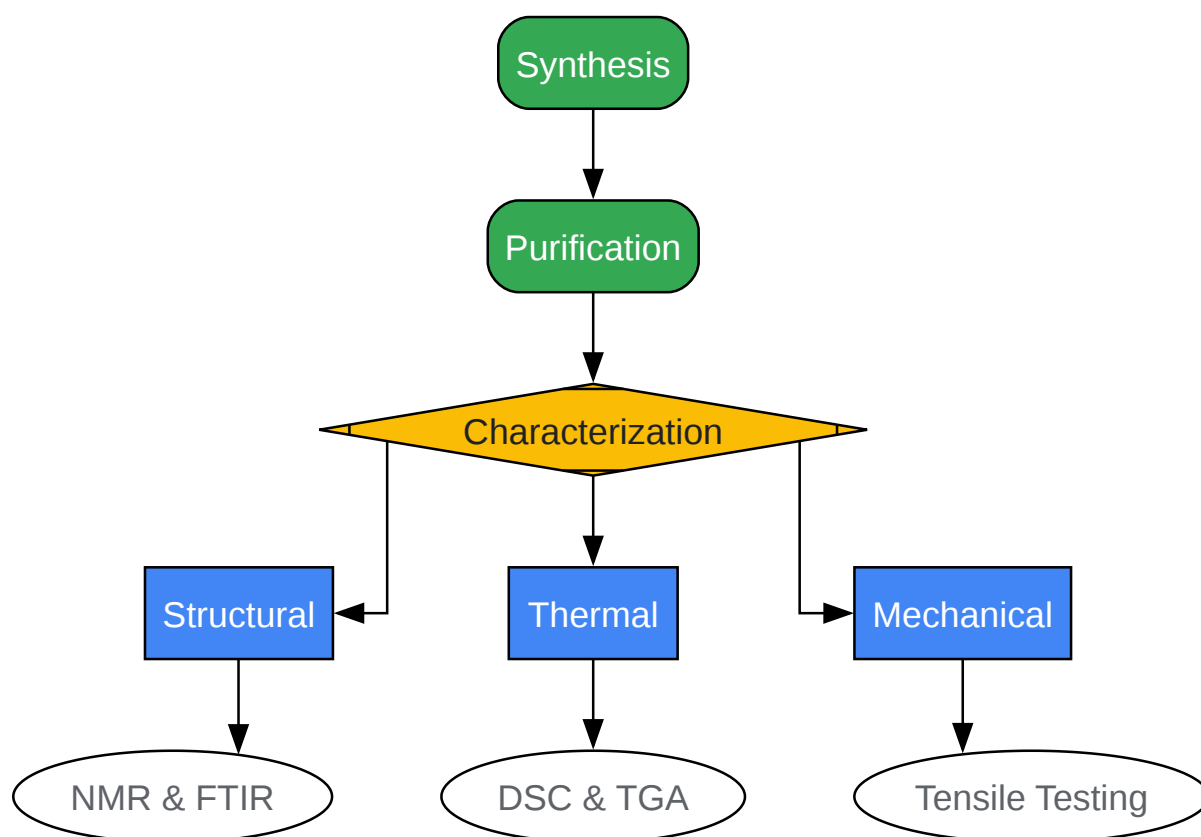 Synthesis
Purification
Characterization
Structural
Thermal
Mechanical
NMR & FTIR
DSC & TGA
Tensile Testing